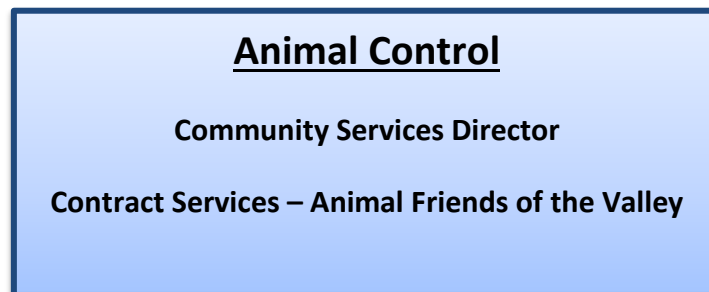 Animal Control
Community Services Director
Contract Services – Animal Friends of the Valley